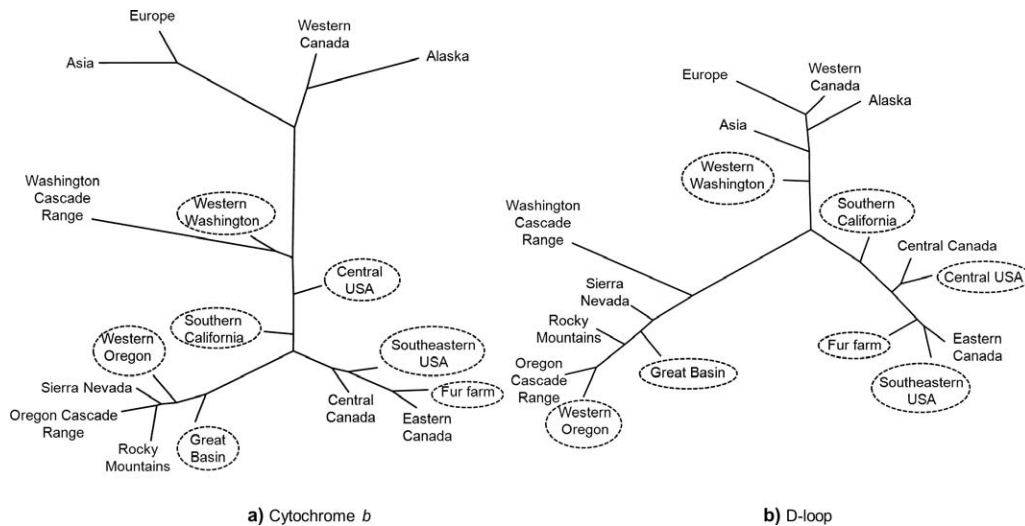 Europe
Asia
Western
Canada
Alaska
Washington
Cascade
Range
Western
Washington
Central
USA
Southern
California
Western
Oregon
Southeastern
USA
Sierra Nevada
Fur farm
Oregon Cascade
Range
Central
Canada
Eastern
Canada
Rocky
Mountains
Great
Basin
a) Cytochrome b
Europe
Western
Canada
Alaska
Asia
Western
Washington
Southern
California
Washington
Cascade
Range
Central Canada
Central USA
Sierra
Nevada
Rocky
Mountains
Fur farm
Eastern
Canada
Oregon
Cascade
Range
Great Basin
Southeastern
USA
Western
Oregon
b) D-loop